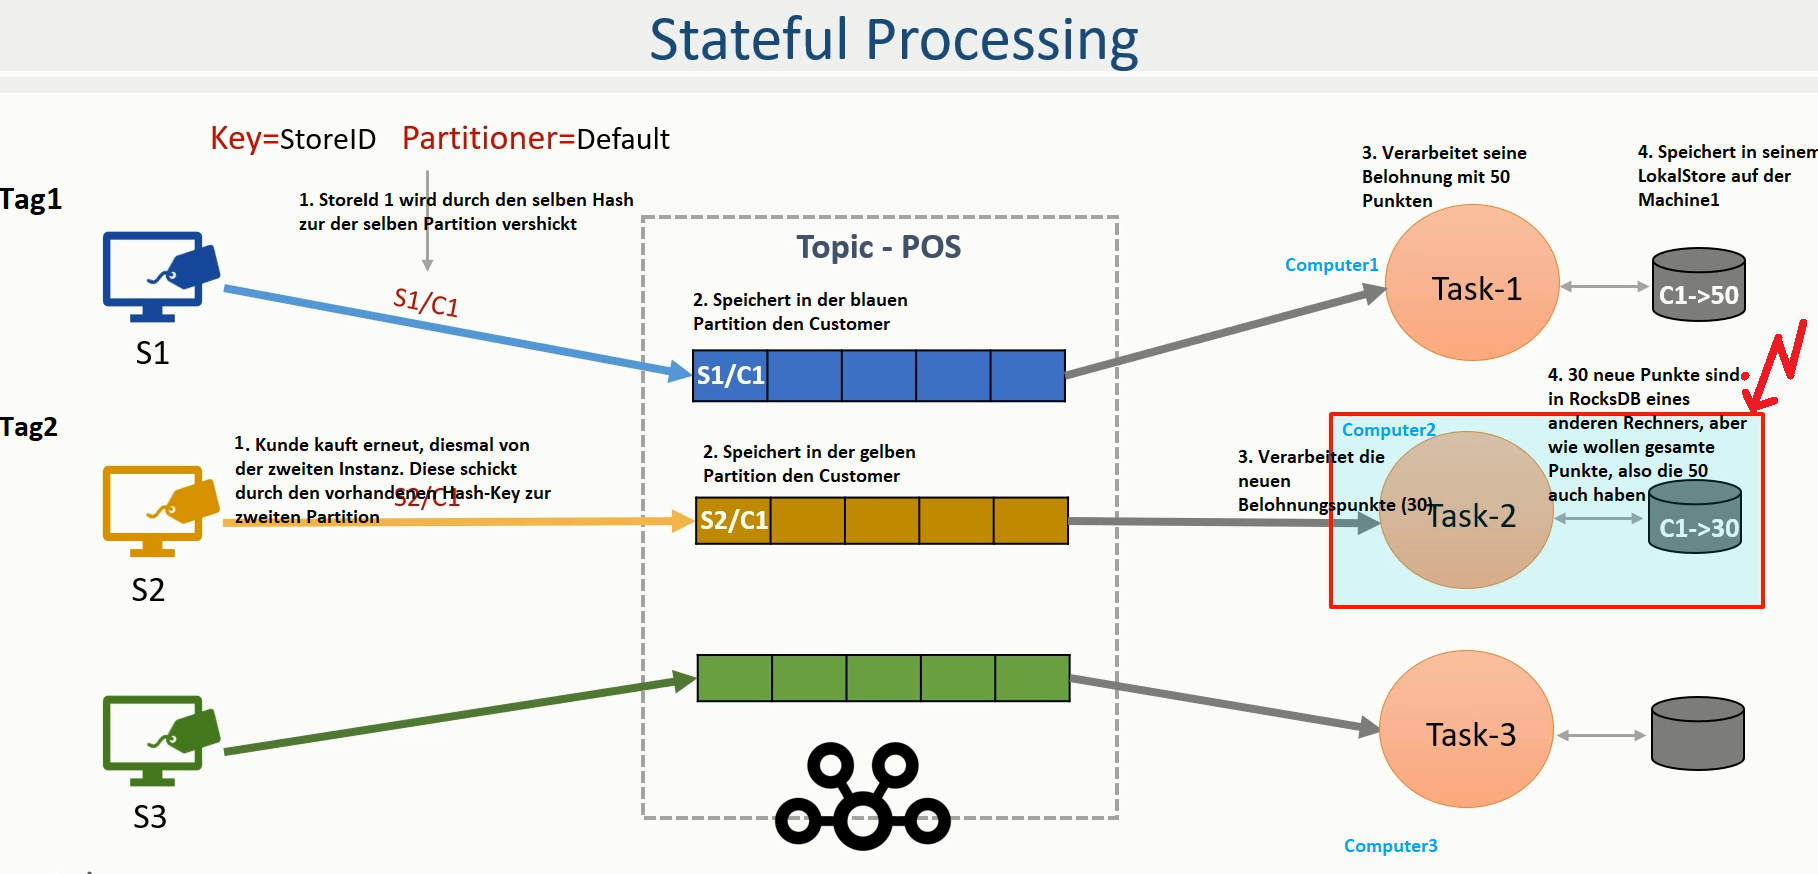 Stateful Processing
Key=StoreID Partitioner=Default
Tag1
1. StoreId 1 wird durch den selben Hash
zur der selben Partition vershickt
S1/C1
S1
Topic - POS
2. Speichert in der blauen
Partition den Customer
S1/C1
3. Verarbeitet seine
Belohnung mit 50
Punkten
Computer1
Task-1
4. Speichert in seinem
LokalStore auf der
Machine1
C1->50
Tag2
1. Kunde kauft erneut, diesmal von
der zweiten Instanz. Diese schickt
durch den vorhandenen Hash-Key zur
zweiten Partition
S2/C1
S2
2. Speichert in der gelben
Partition den Customer
S2/C1
3. Verarbeitet die
neuen
Belohnungspunkte (30)
Computer2
Task-2
4. 30 neue Punkte sind
in RocksDB eines
anderen Rechners, aber
wie wollen gesamte
Punkte, also die 50
auch haben
C1->30
S3
Task-3
Computer3